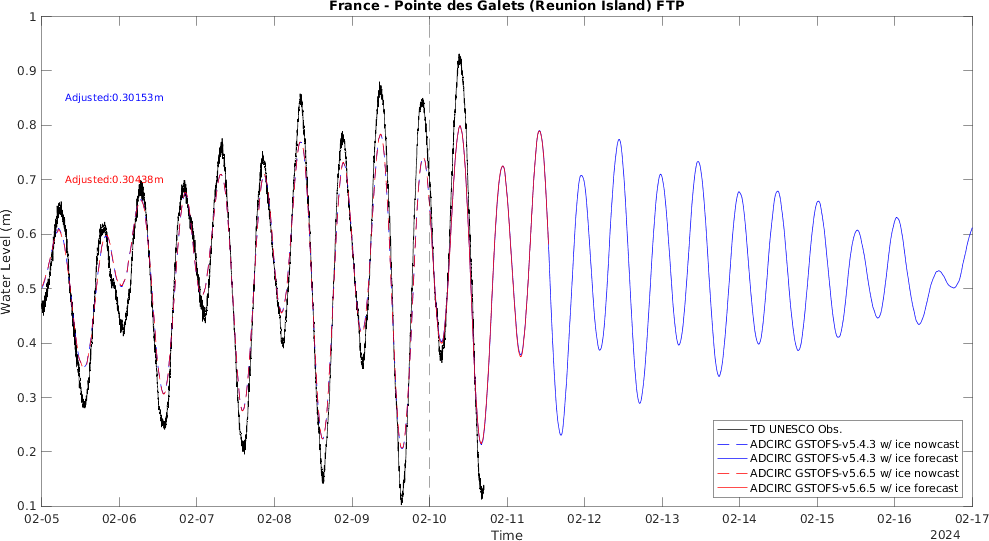 France - Pointe des Galets (Reunion Island) FTP
1
0.9
0.8
0.7
0.6
0.5
0.4
0.3
0.2
0.1
Water Level (m)
Adjusted:0.30153m
Adjusted:0.30438m
TD UNESCO Obs.
ADCIRC GSTOFS-v5.4.3 w/ ice nowcast
ADCIRC GSTOFS-v5.4.3 w/ ice forecast
ADCIRC GSTOFS-v5.6.5 w/ ice nowcast
ADCIRC GSTOFS-v5.6.5 w/ ice forecast
02-05 02-06 02-07 02-08 02-09 02-10 02-11 02-12 02-13 02-14 02-15 02-16 02-17
Time
2024